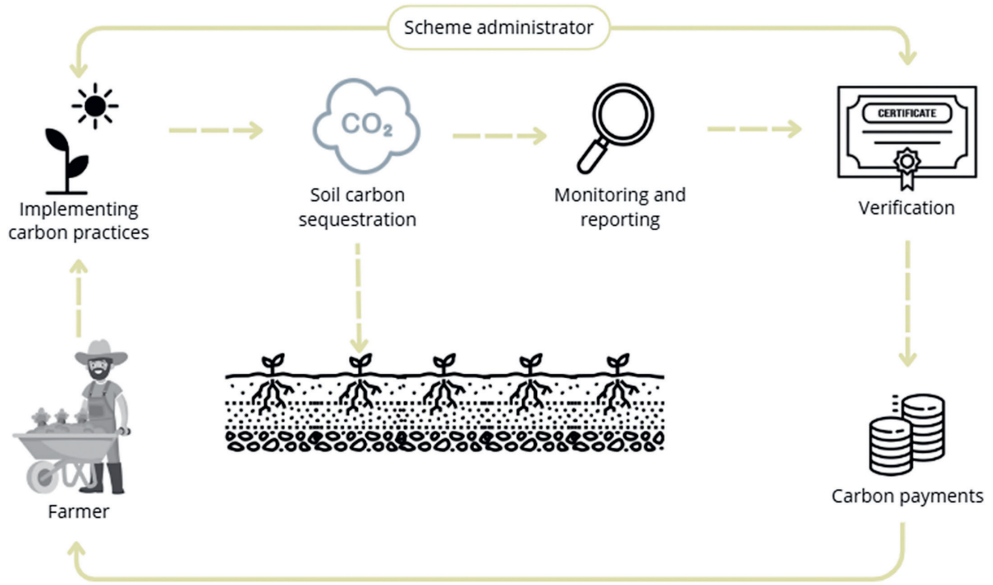 Scheme administrator
CO₂
CERTIFICATE
Implementing
carbon practices
Soil carbon
sequestration
Monitoring and
reporting
Verification
Farmer
Carbon payments